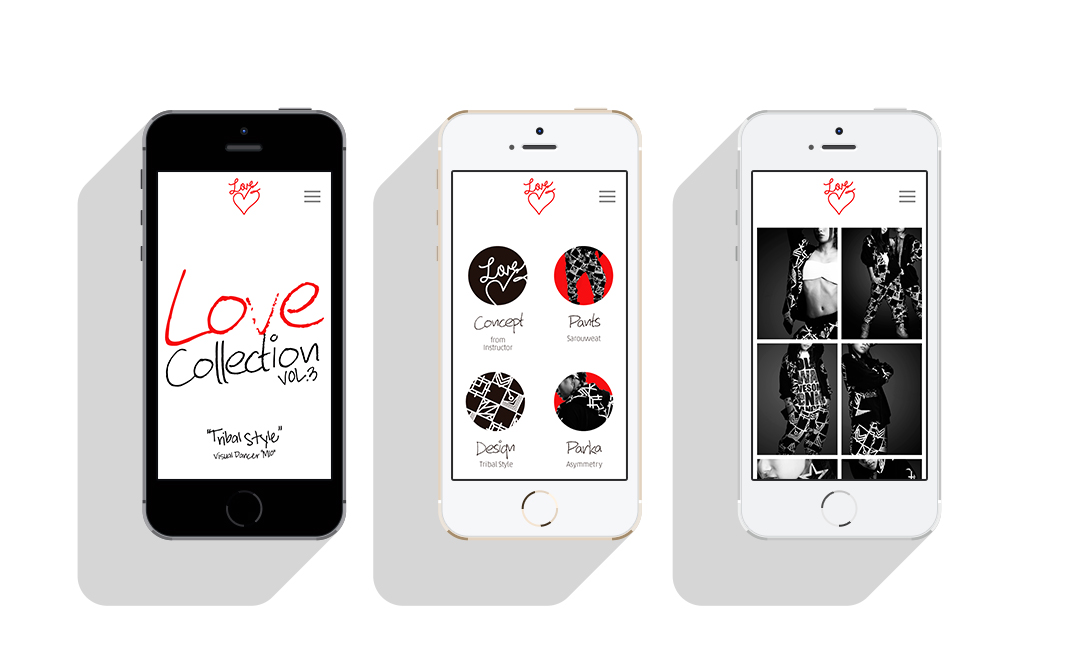 Love
Love
Collection
VOL.3
"Tribal Style"
Visual Dancer "MIO"
Love
Love
Concept
from
Instructor
Pants
Sarouweat
Design
Tribal Style
Parka
Asymmetry
Love